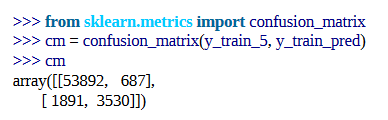 >>> from sklearn.metrics import confusion_matrix
>>> cm = confusion_matrix(y_train_5, y_train_pred)
>>> cm
array([[53892, 687],
[ 1891, 3530]])